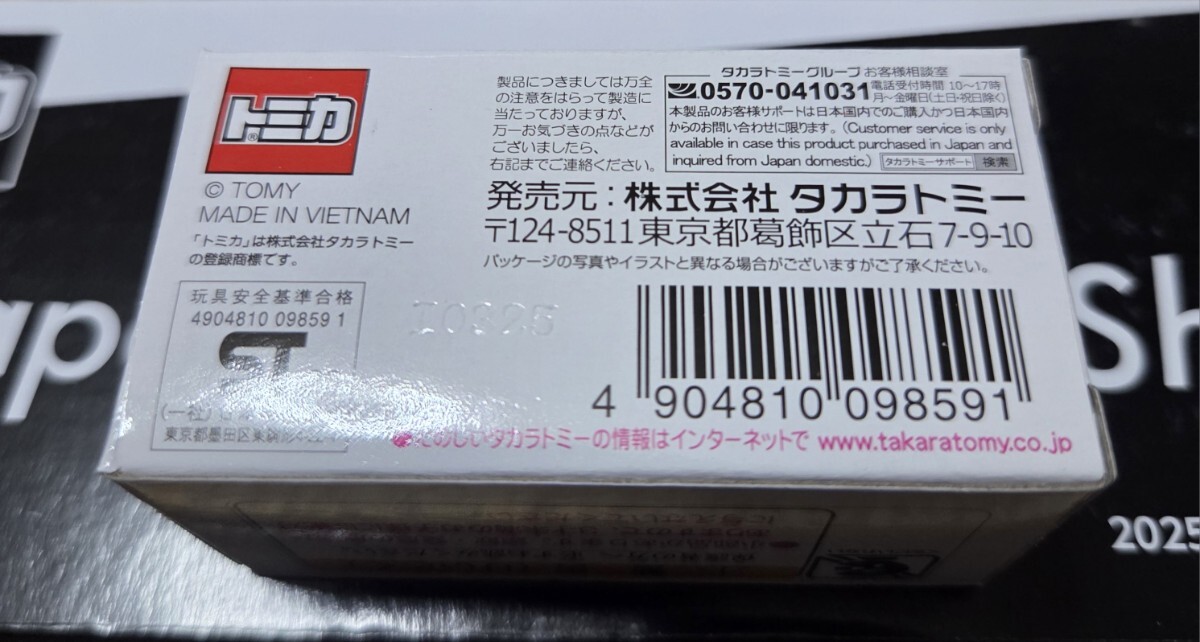 トミカ®
© TOMY
MADE IN VIETNAM
「トミカ」は株式会社タカラトミー
の登録商標です。
玩具安全基準合格
4904810 09859 1
ST
(一社)
東京都墨田区東駒
製品につきましては万全
の注意をはらって製造に
当たっておりますが、
万一お気づきの点などが
ございましたら、
右記までご連絡ください。
タカラトミーグループ お客様相談室
0570-041031 電話受付時間 10〜17時
月〜金曜日(土日・祝日除く)
本製品のお客様サポートは日本国内でのご購入かつ日本国内
からのお問い合わせに限ります。(Customer service is only
available in case this product purchased in Japan and
inquired from Japan domestic.) タカラトミーサポート 検索
発売元：株式会社 タカラトミー
〒124-8511 東京都葛飾区立石7-9-10
パッケージの写真やイラストと異なる場合がございますがご了承ください。
I0325
4 904810 098591
たのしいタカラトミーの情報はインターネットで www.takaratomy.co.jp
Sh
2025